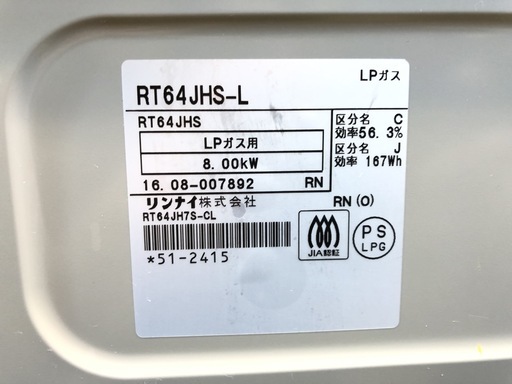 LPガス
RT64JHS-L
RT64JHS
LPガス用
8.00kW
16.08-007892 RN
区分名 C
効率56.3%
区分名 J
効率 167Wh
リンナイ株式会社
RN(O)
RT64JH7S-CL
*51-2415
JIA認証
PS
LPG